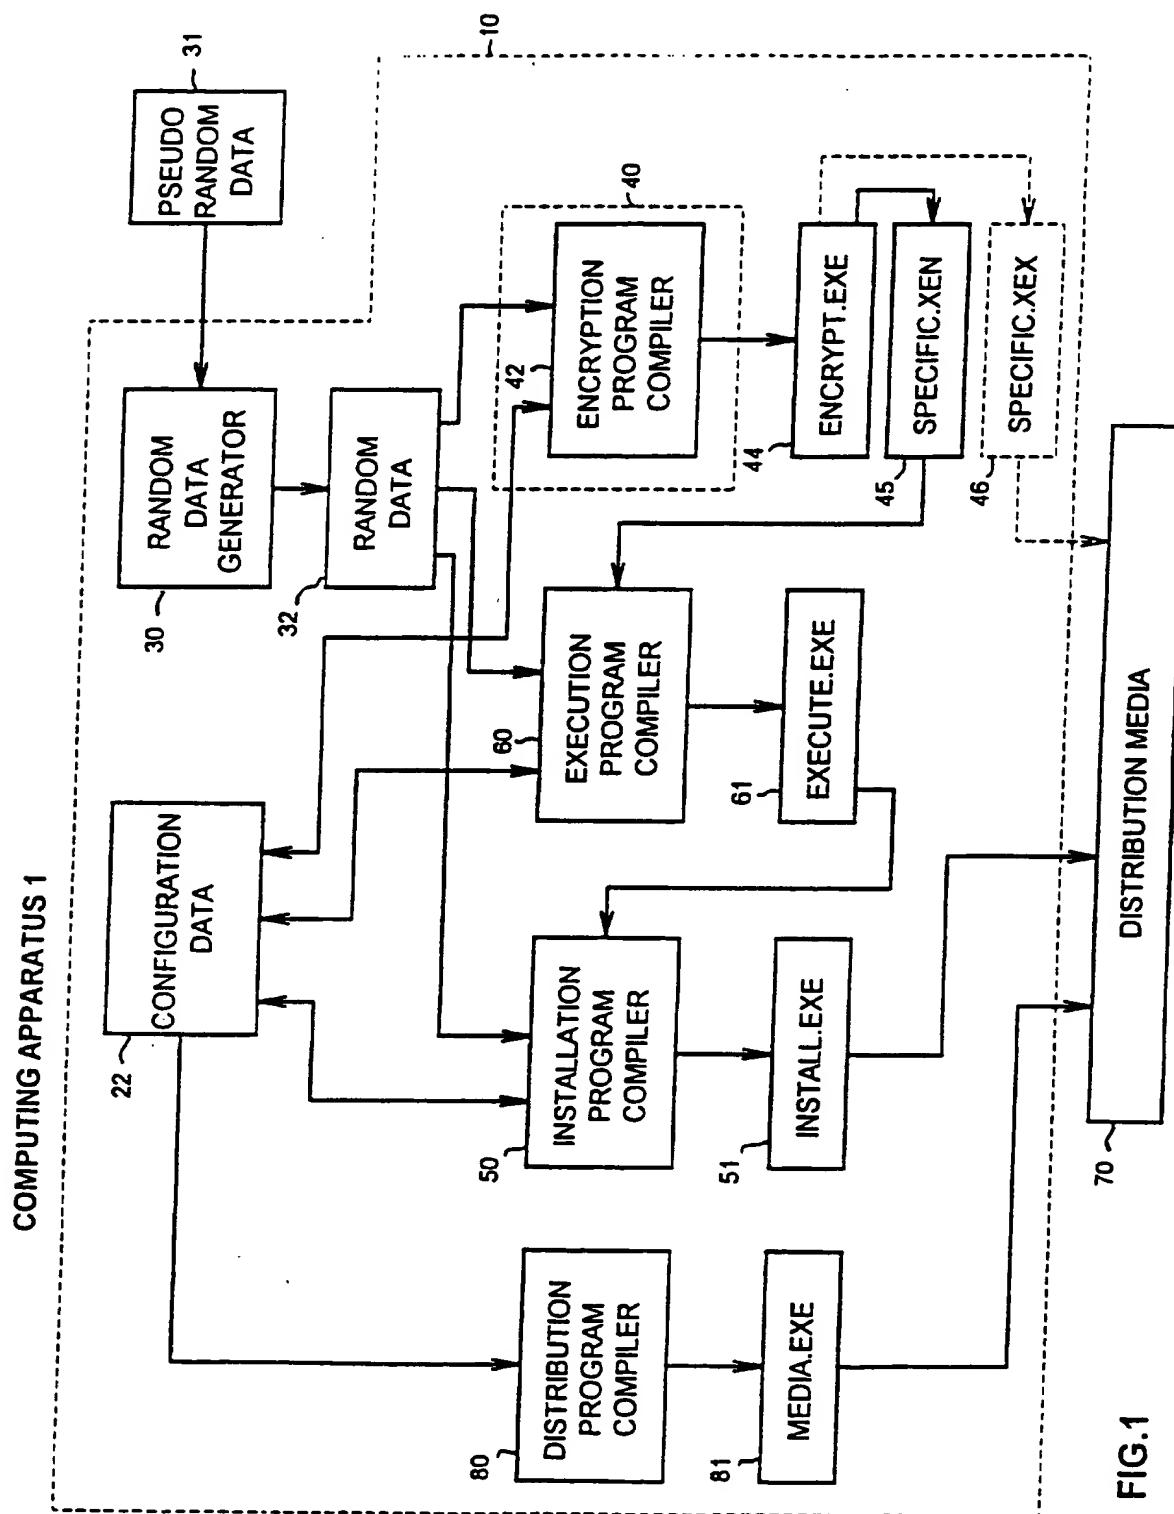 COMPUTING APPARATUS 1
10
22
CONFIGURATION
DATA
30
RANDOM
DATA
GENERATOR
31
PSEUDO
RANDOM
DATA
32
RANDOM
DATA
80
DISTRIBUTION
PROGRAM
COMPILER
50
INSTALLATION
PROGRAM
COMPILER
60
EXECUTION
PROGRAM
COMPILER
40
42
ENCRYPTION
PROGRAM
COMPILER
81
MEDIA.EXE
51
INSTALL.EXE
61
EXECUTE.EXE
44
ENCRYPT.EXE
45
SPECIFIC.XEN
46
SPECIFIC.XEX
70
DISTRIBUTION MEDIA
FIG.1